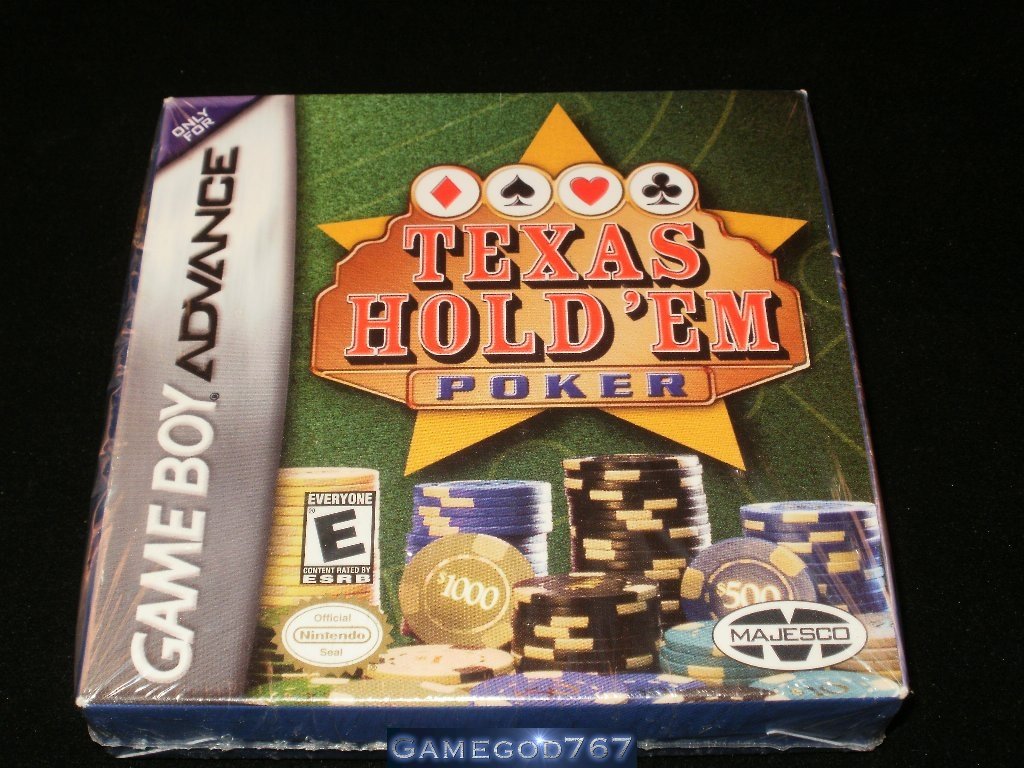 ONLY
FOR
GAME BOY ADVANCE
TEXAS
HOLD 'EM
POKER
EVERYONE
E
CONTENT RATED BY
ESRB
Official
Nintendo
Seal
$1000
$500
MAJESCO
GAMEGOD767